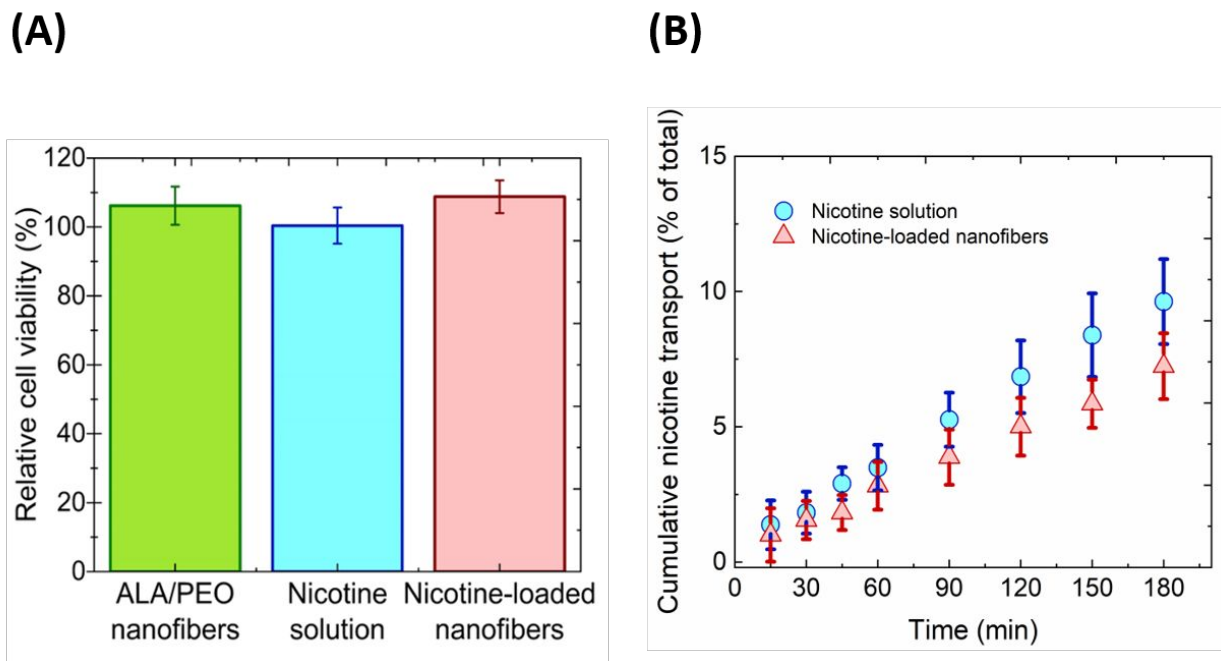 (A)
(B)
120
100
80
60
40
20
0
Relative cell viability (%)
ALA/PEO
nanofibers
Nicotine
solution
Nicotine-loaded
nanofibers
15
10
5
0
Cumulative nicotine transport (% of total)
Nicotine solution
Nicotine-loaded nanofibers
0 30 60 90 120 150 180
Time (min)